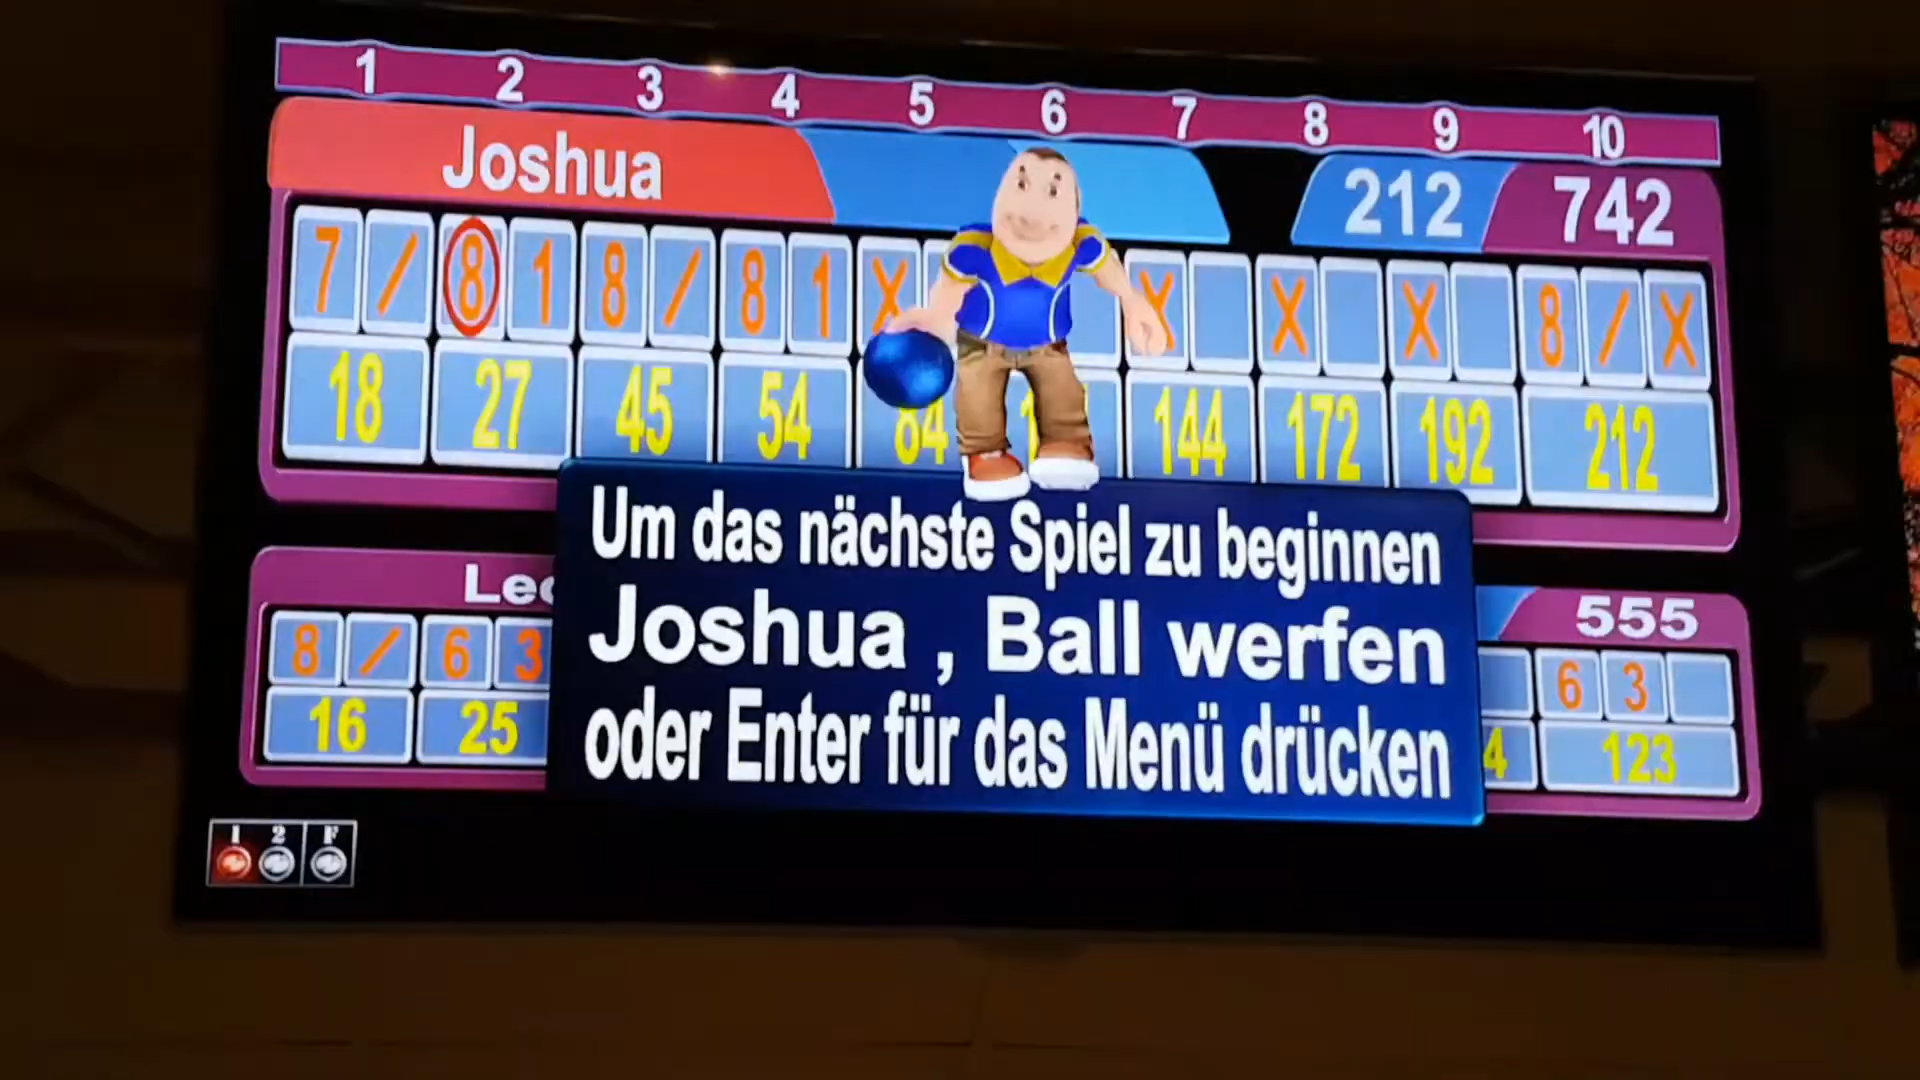 1 2 3 4 5 6 7 8 9 10
Joshua 212 742
7 / 8 1 8 / 8 1 X X X X 8 / X
18 27 45 54 84 144 172 192 212
Um das nächste Spiel zu beginnen
Joshua , Ball werfen
oder Enter für das Menü drücken
555
8 / 6 3 6 3
16 25 123
1 2 F